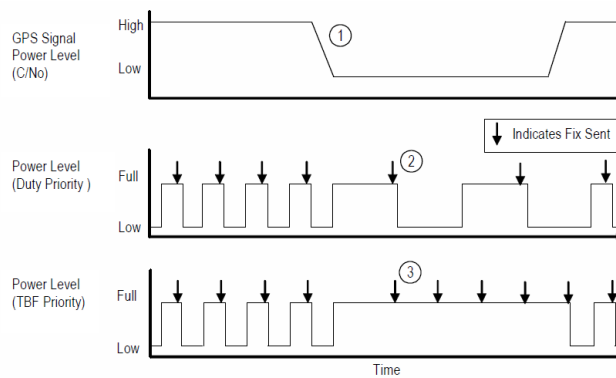 GPS Signal
Power Level
(C/No)
High
Low
1
Indicates Fix Sent
Power Level
(Duty Priority )
Full
Low
2
Power Level
(TBF Priority)
Full
Low
3
Time